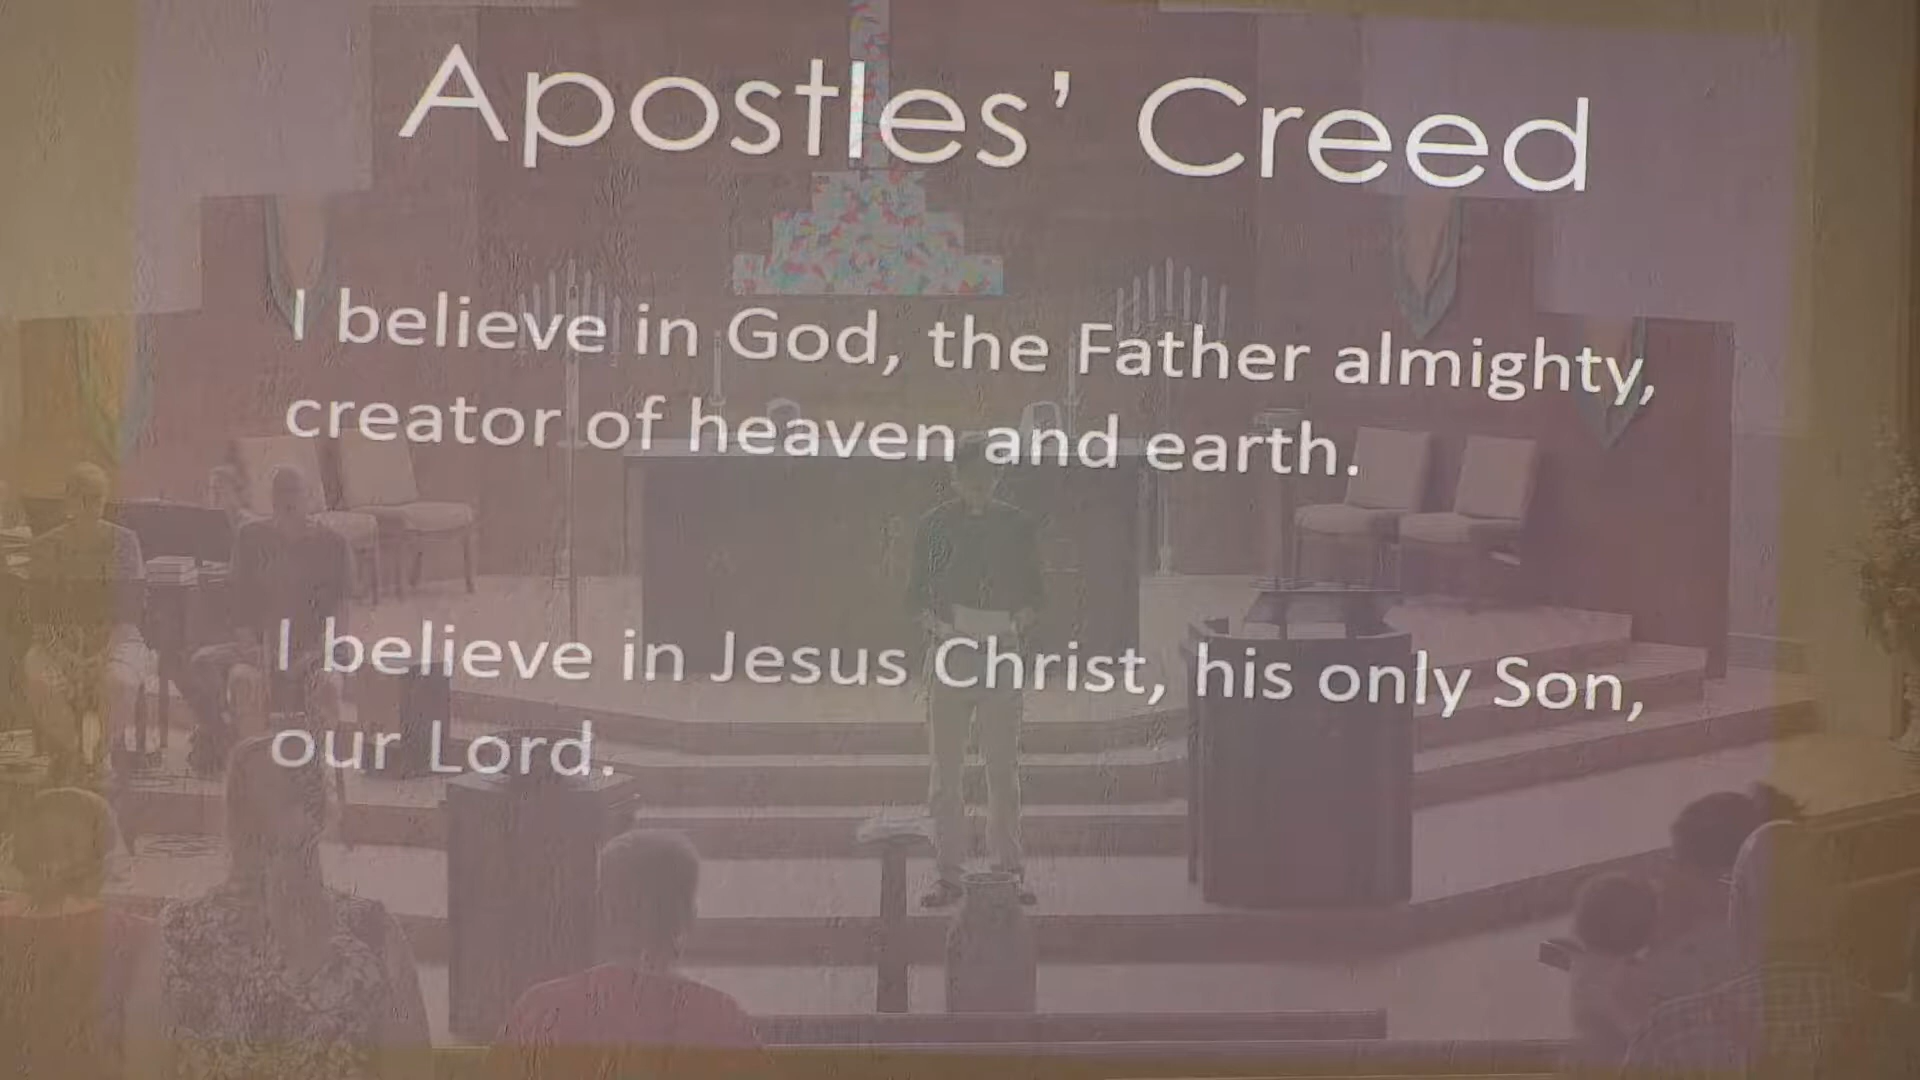 Apostles’ Creed
I believe in God, the Father almighty,
creator of heaven and earth.
I believe in Jesus Christ, his only Son,
our Lord.